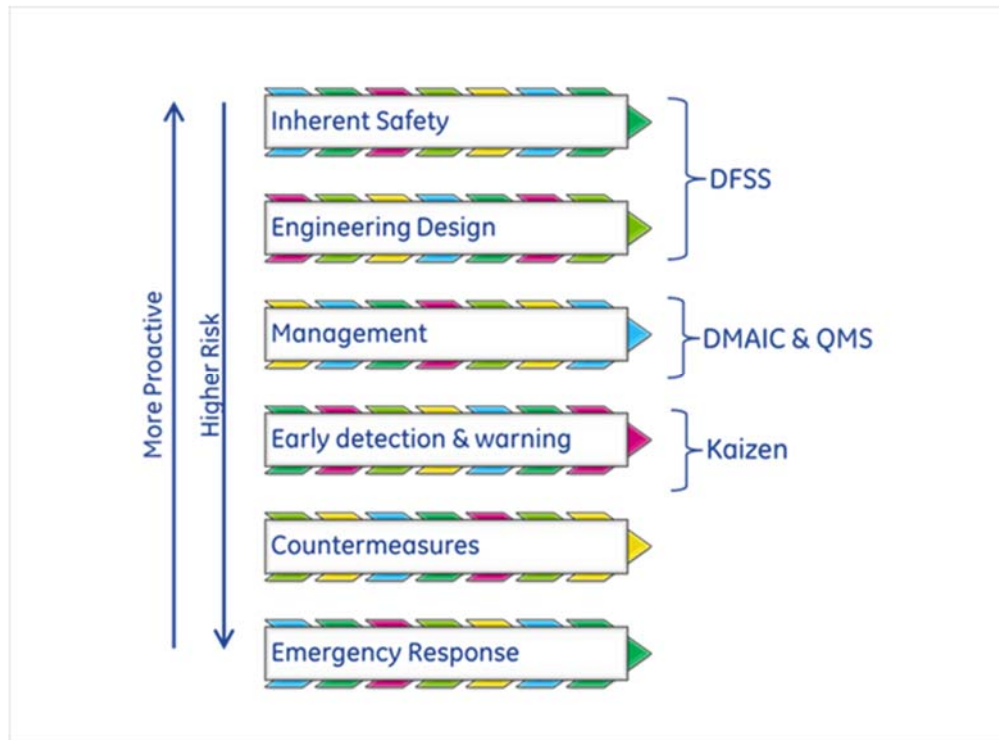 Inherent Safety
DFSS
Engineering Design
More Proactive
Higher Risk
Management
DMAIC & QMS
Early detection & warning
Kaizen
Countermeasures
Emergency Response